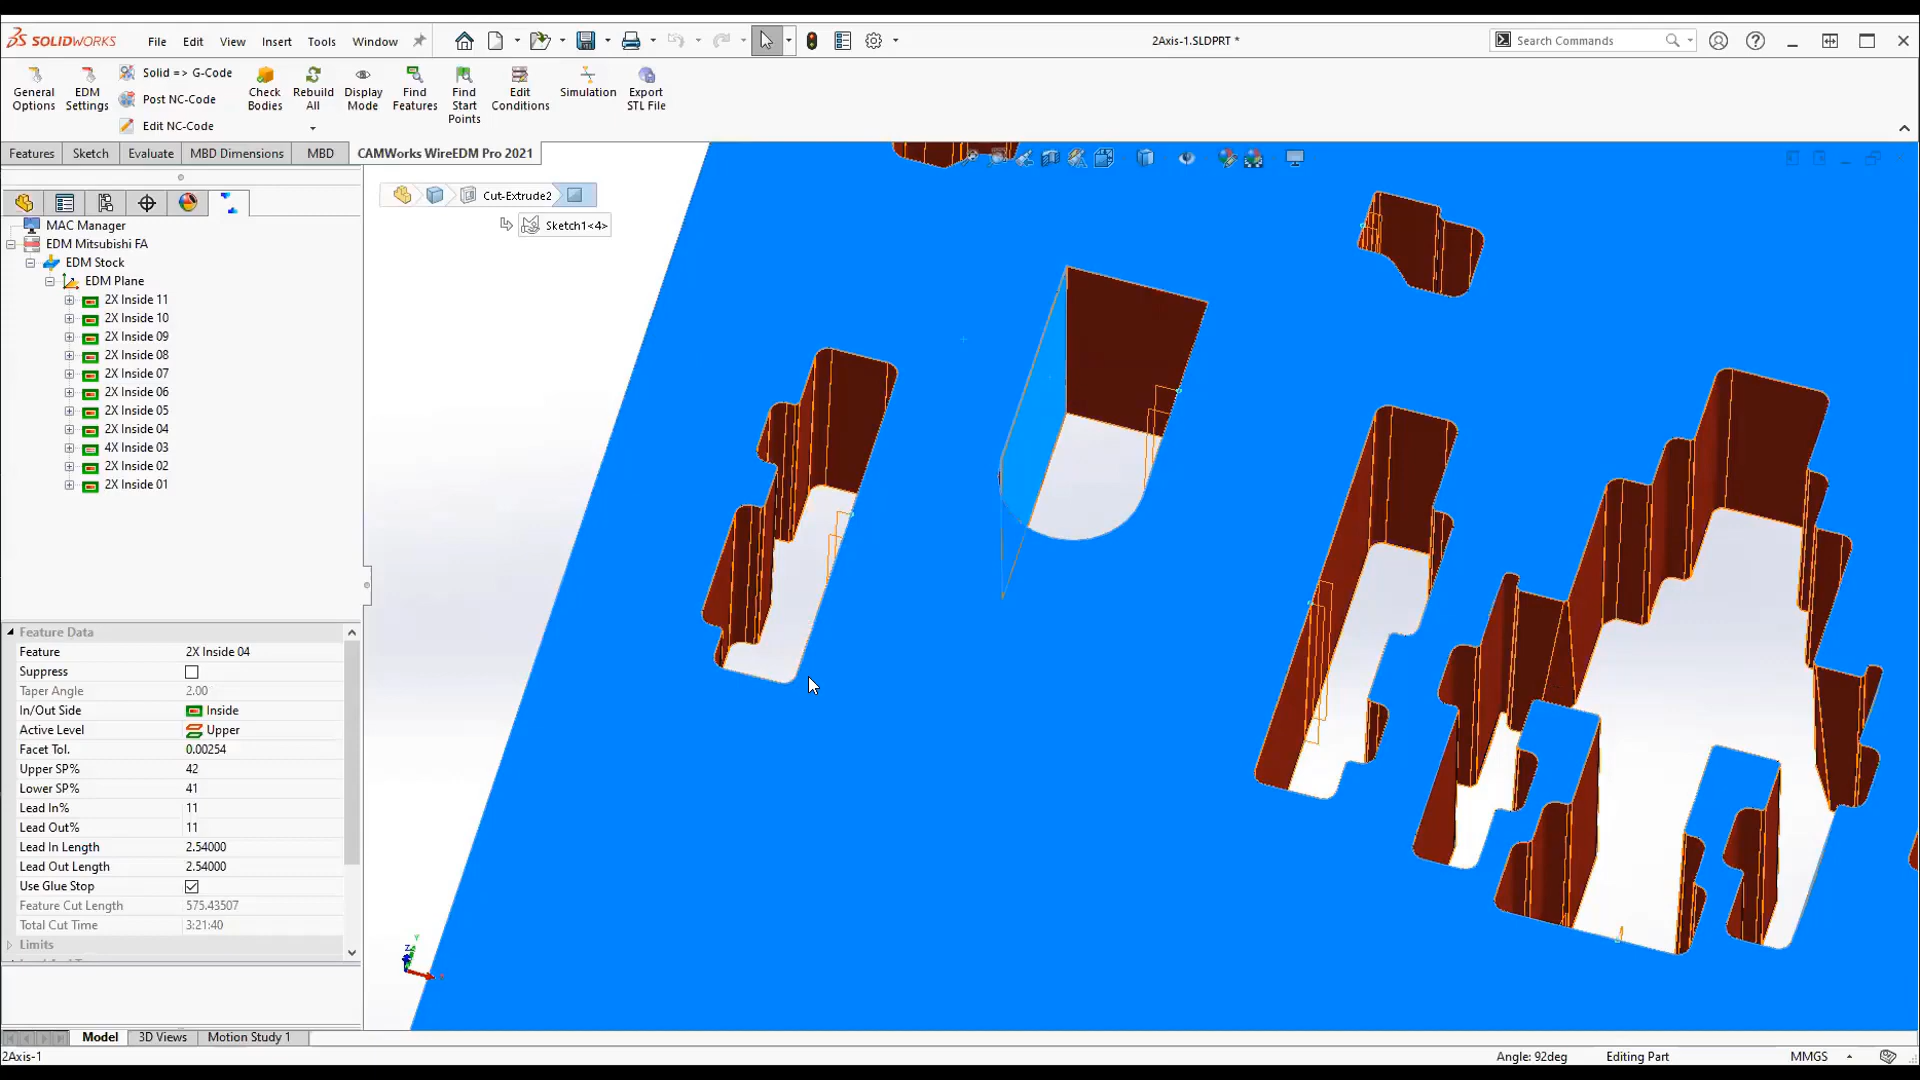 SOLIDWORKS File Edit View Insert Tools Window 2Axis-1.SLDPRT * Search Commands
General Options
EDM Settings
Solid => G-Code
Post NC-Code
Edit NC-Code
Check Bodies
Rebuild All
Display Mode
Find Features
Find Start Points
Edit Conditions
Simulation
Export STL File
Features Sketch Evaluate MBD Dimensions MBD CAMWorks WireEDM Pro 2021
Cut-Extrude2
Sketch1<4>
MAC Manager
EDM Mitsubishi FA
EDM Stock
EDM Plane
2X Inside 11
2X Inside 10
2X Inside 09
2X Inside 08
2X Inside 07
2X Inside 06
2X Inside 05
2X Inside 04
4X Inside 03
2X Inside 02
2X Inside 01
Feature Data
Feature 2X Inside 04
Suppress
Taper Angle 2.00
In/Out Side Inside
Active Level Upper
Facet Tol. 0.00254
Upper SP% 42
Lower SP% 41
Lead In% 11
Lead Out% 11
Lead In Length 2.54000
Lead Out Length 2.54000
Use Glue Stop
Feature Cut Length 575.43507
Total Cut Time 3:21:40
Limits
Z Y
Model 3D Views Motion Study 1
2Axis-1 Angle: 92deg Editing Part MMGS